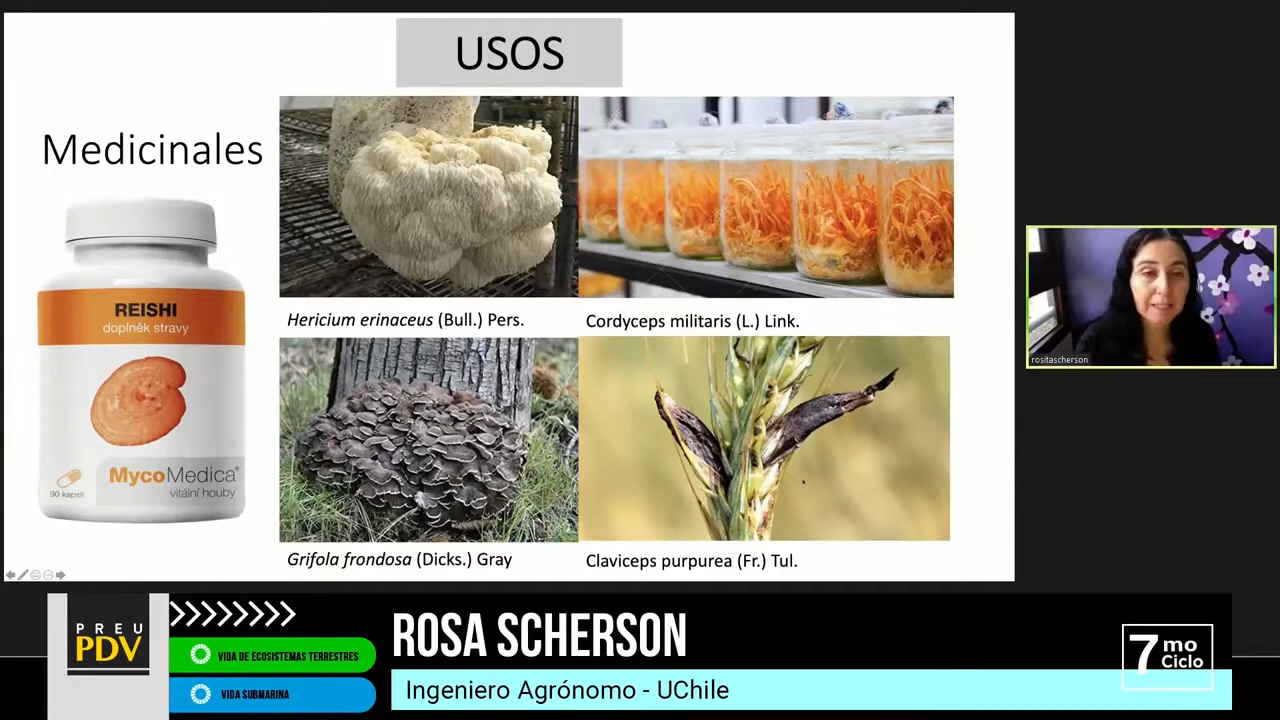 USOS
Medicinales
REISHI
doplněk stravy
MycoMedica®
vitální houby
90 kapslí
Hericium erinaceus (Bull.) Pers.
Cordyceps militaris (L.) Link.
Grifola frondosa (Dicks.) Gray
Claviceps purpurea (Fr.) Tul.
rositascherson
PREU
PDV
VIDA DE ECOSISTEMAS TERRESTRES
VIDA SUBMARINA
ROSA SCHERSON
Ingeniero Agrónomo - UChile
7mo
Ciclo